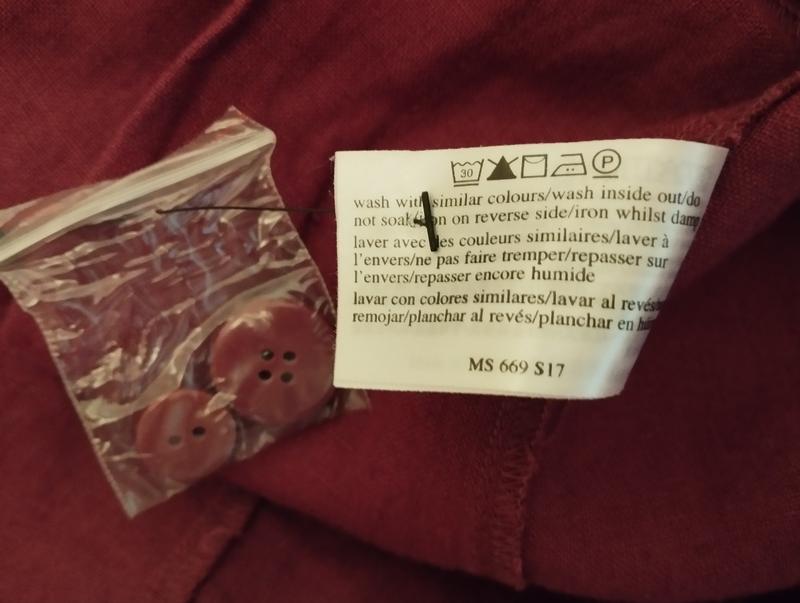 30 P
wash with similar colours/wash inside out/do
not soak/iron on reverse side/iron whilst damp
laver avec les couleurs similaires/laver à
l'envers/ne pas faire tremper/repasser sur
l'envers/repasser encore humide
lavar con colores similares/lavar al revés/
remojar/planchar al revés/planchar en
MS 669 S17